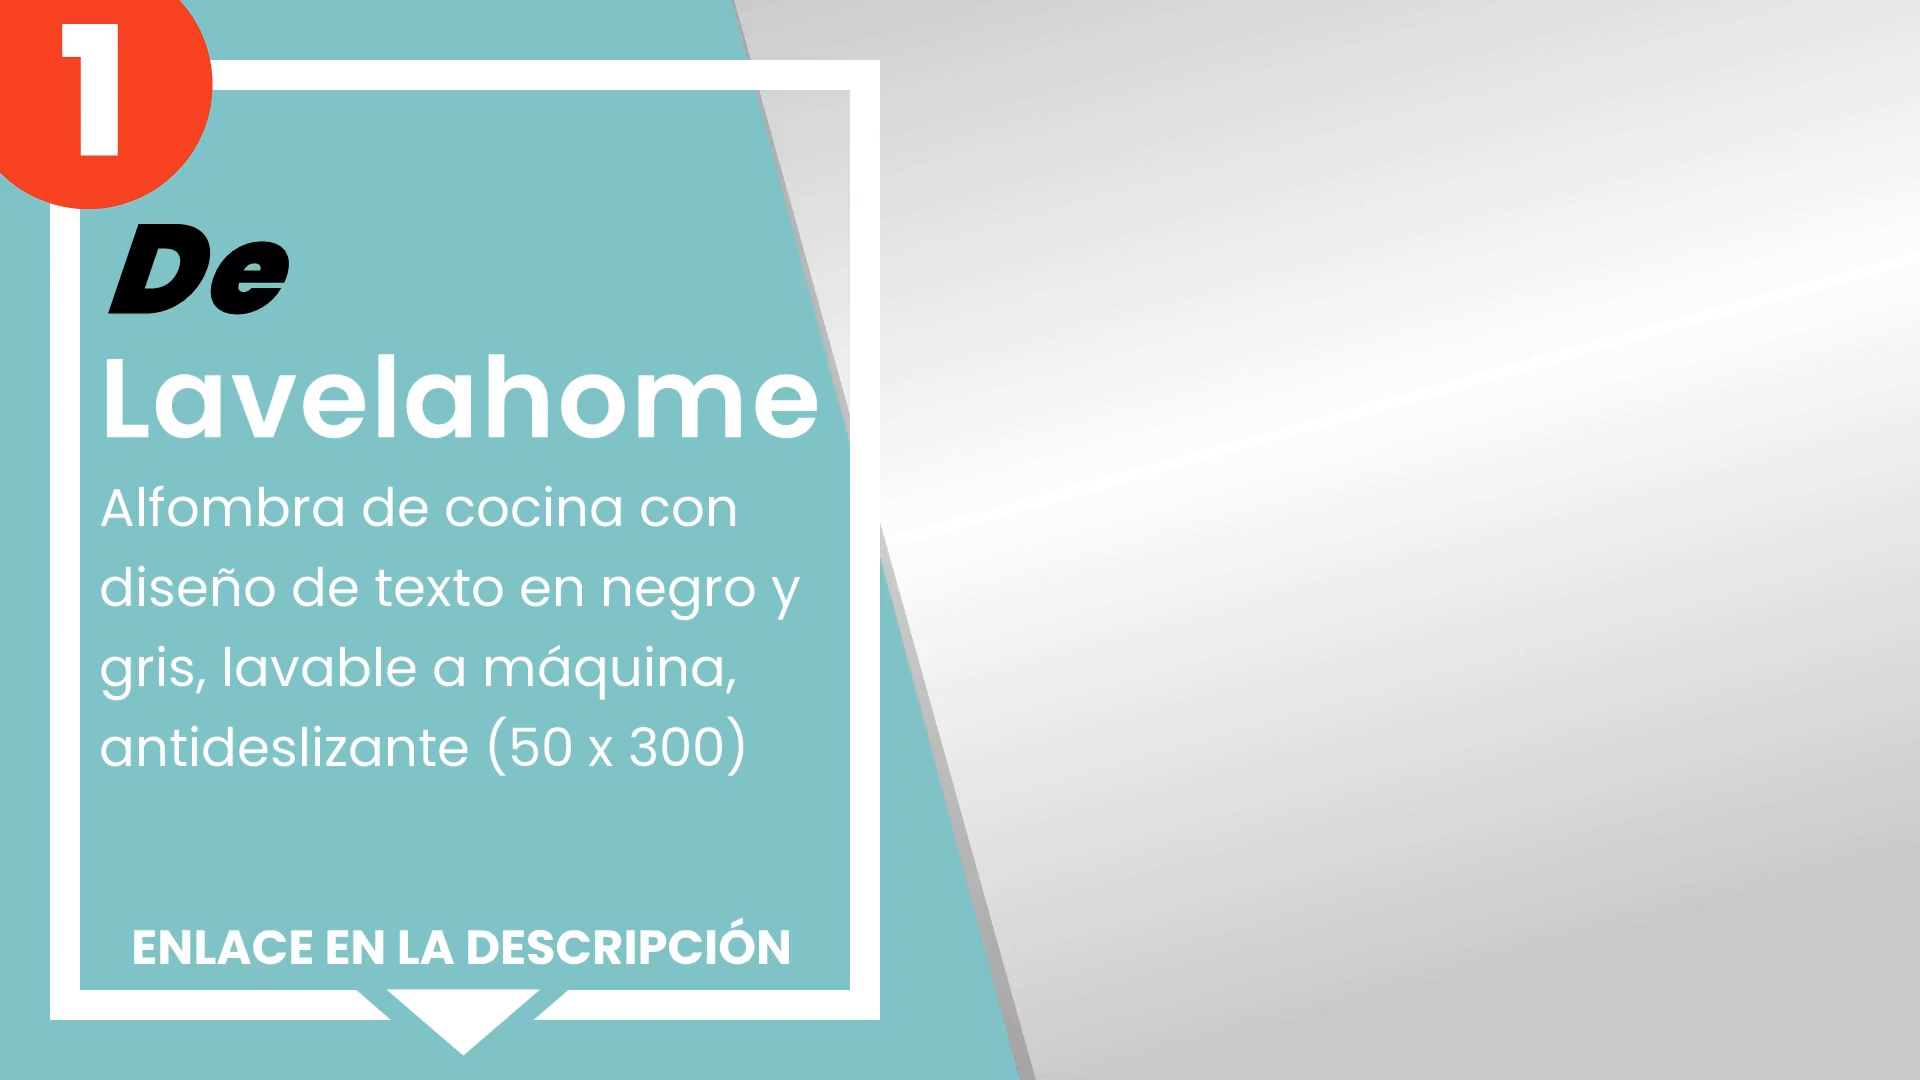 1
De
Lavelahome
Alfombra de cocina con
diseño de texto en negro y
gris, lavable a máquina,
antideslizante (50 x 300)
ENLACE EN LA DESCRIPCIÓN